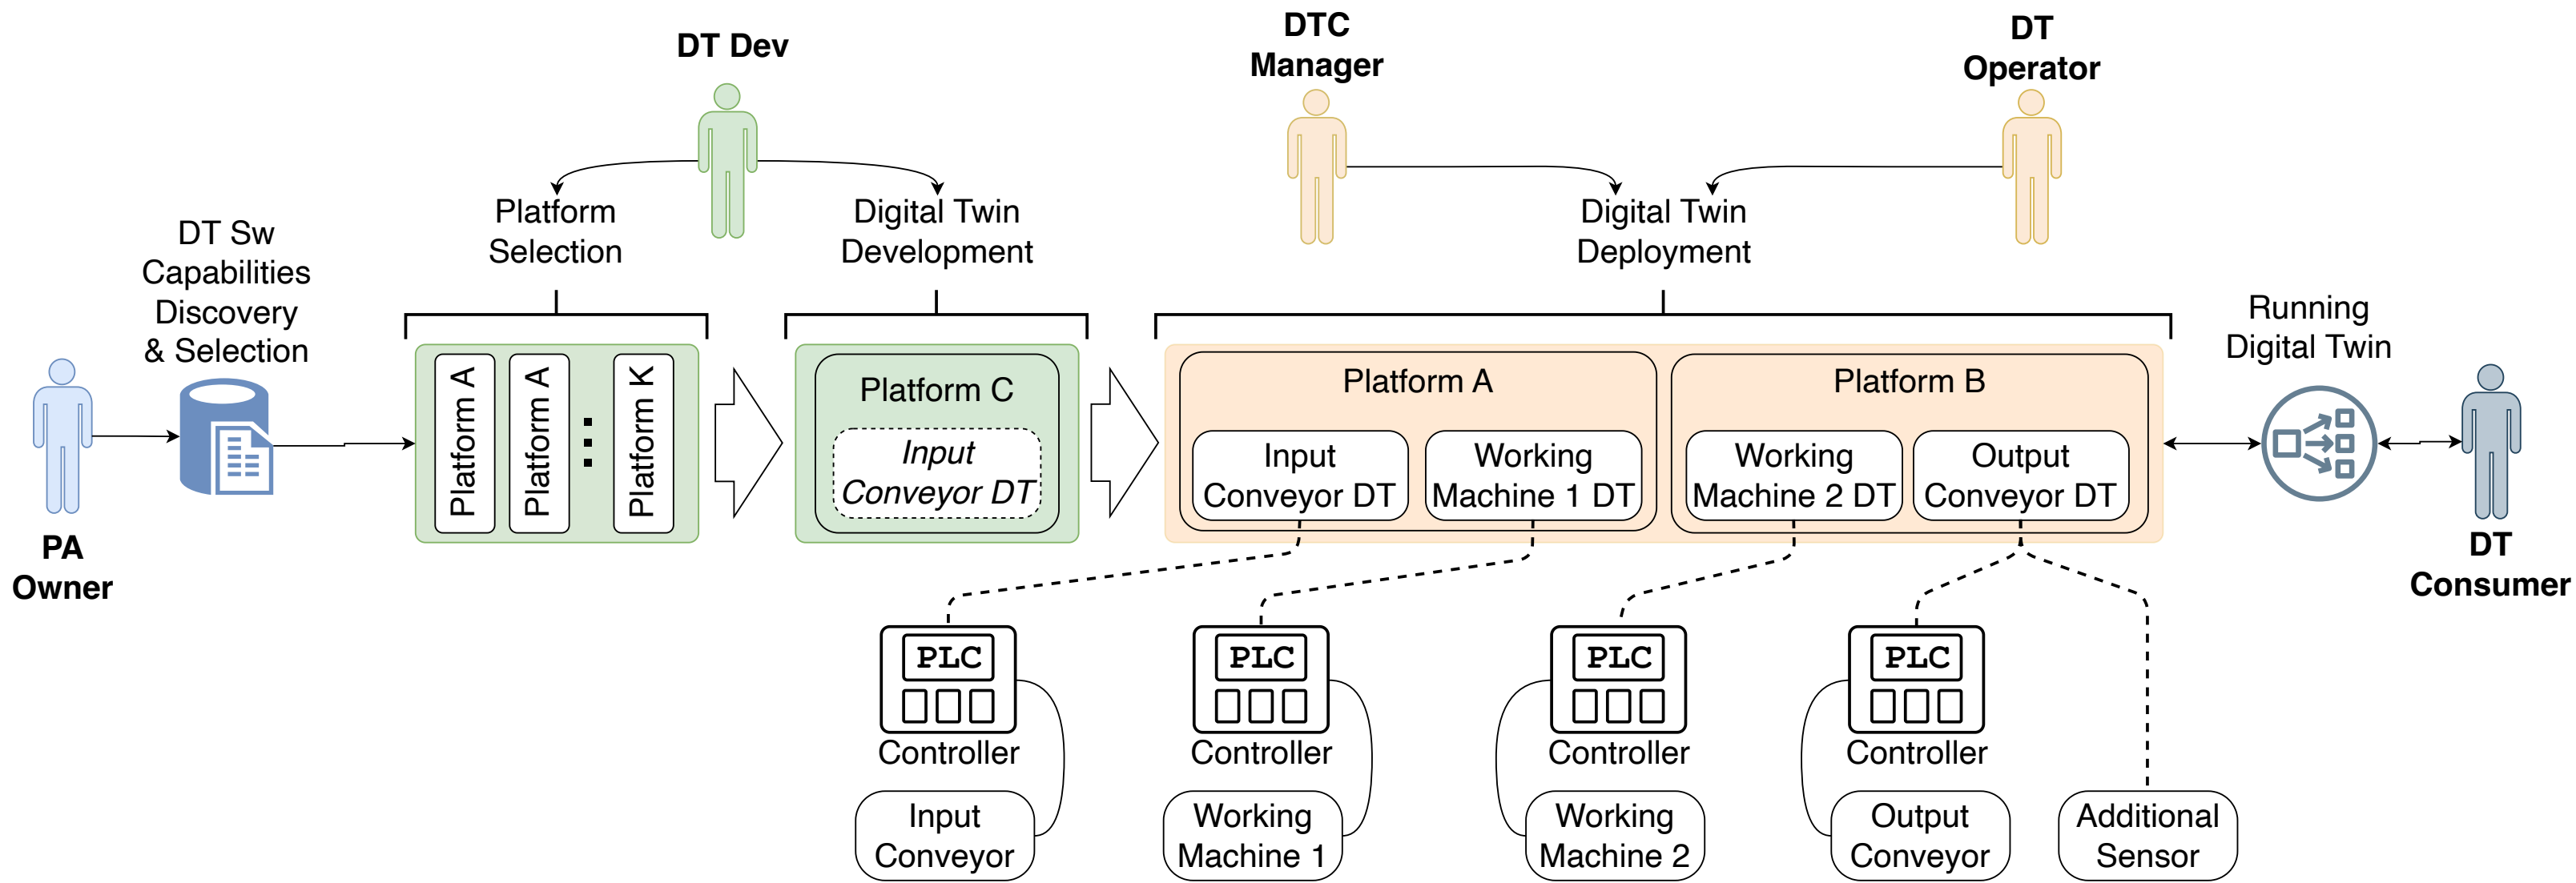 DT Dev
DTC
Manager
DT
Operator
Platform
Selection
Digital Twin
Development
Digital Twin
Deployment
DT Sw
Capabilities
Discovery
& Selection
Running
Digital Twin
PA
Owner
Platform A
Platform A
Platform K
Platform C
Input
Conveyor DT
Platform A
Input
Conveyor DT
Working
Machine 1 DT
Platform B
Working
Machine 2 DT
Output
Conveyor DT
DT
Consumer
PLC
Controller
PLC
Controller
PLC
Controller
PLC
Controller
Input
Conveyor
Working
Machine 1
Working
Machine 2
Output
Conveyor
Additional
Sensor